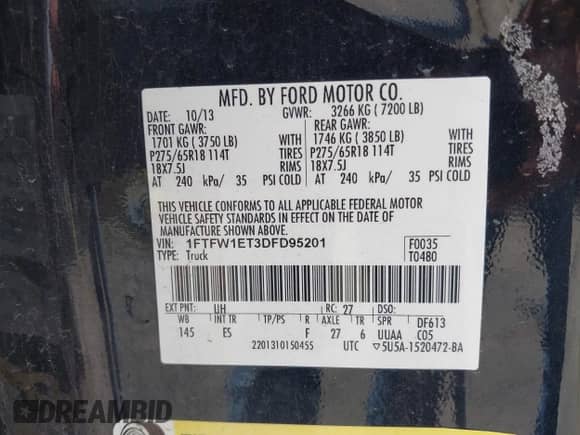 MFD. BY FORD MOTOR CO.
DATE: 10/13 GVWR: 3266 KG ( 7200 LB)
FRONT GAWR: REAR GAWR:
1701 KG ( 3750 LB) WITH 1746 KG ( 3850 LB) WITH
P275/65R18 114T TIRES P275/65R18 114T TIRES
18X7.5J RIMS 18X7.5J RIMS
AT 240 kPa/ 35 PSI COLD AT 240 kPa/ 35 PSI COLD
THIS VEHICLE CONFORMS TO ALL APPLICABLE FEDERAL MOTOR
VEHICLE SAFETY STANDARDS IN EFFECT ON THE DATE OF
MANUFACTURE SHOWN ABOVE.
VIN: 1FTFW1ET3DFD95201 F0035
TYPE: Truck T0480
EXT PNT: UH RC: 27 DSO:
WB INT TR TP/PS R AXLE TR SPR DF613
145 ES F 27 6 UUAA C05
2201310150455 UTC ▽5U5A-1520472-BA
DREAMBID